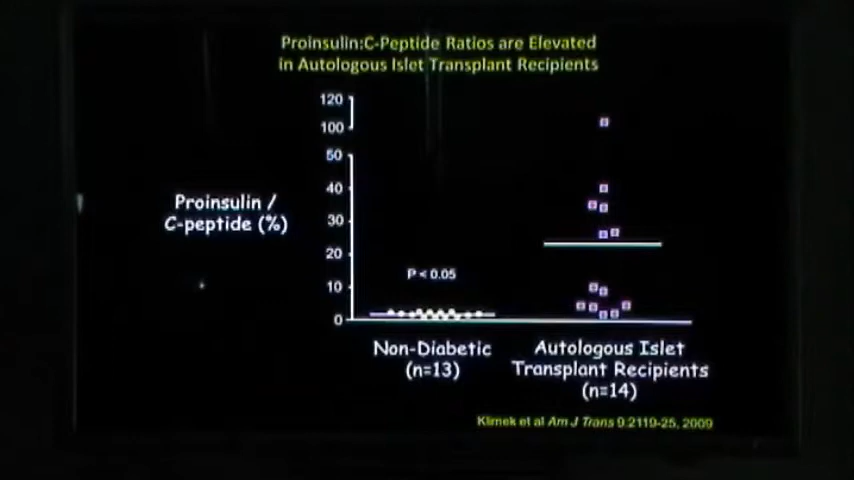 Proinsulin:C-Peptide Ratios are Elevated
in Autologous Islet Transplant Recipients
120
100
50
40
30
20
10
0
Proinsulin /
C-peptide (%)
P < 0.05
Non-Diabetic
(n=13)
Autologous Islet
Transplant Recipients
(n=14)
Klimek et al Am J Trans 9:2119-25, 2009